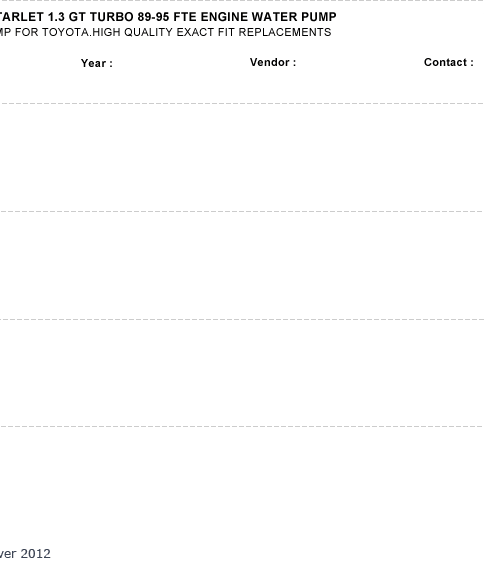 TARLET 1.3 GT TURBO 89-95 FTE ENGINE WATER PUMP
MP FOR TOYOTA.HIGH QUALITY EXACT FIT REPLACEMENTS
Year : Vendor : Contact :
ver 2012